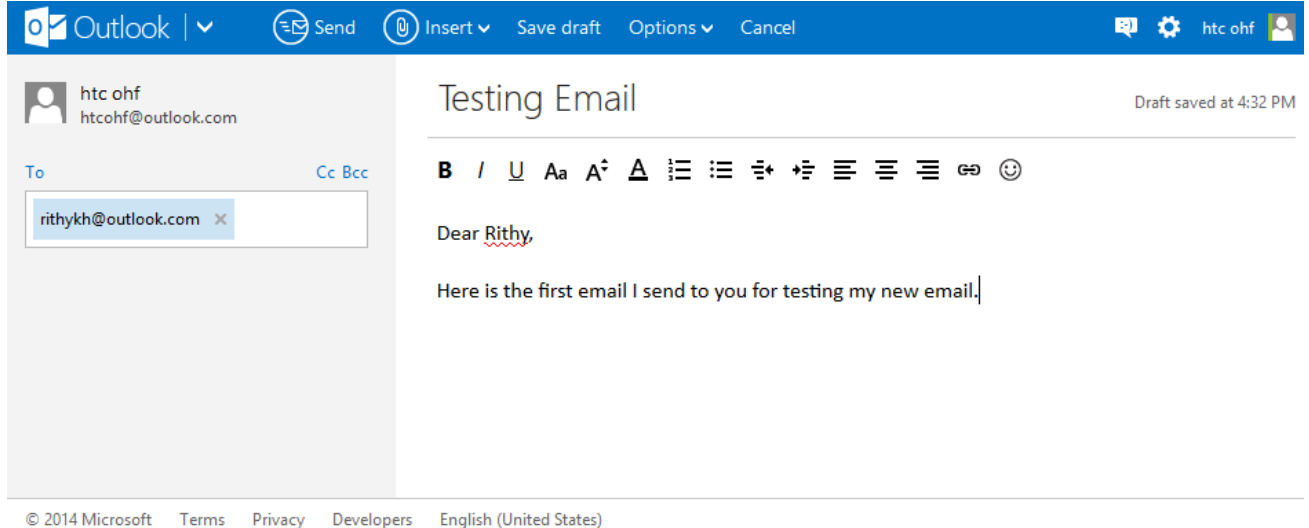 Outlook Send Insert Save draft Options Cancel htc ohf
htc ohf
htcohf@outlook.com
To Cc Bcc
rithykh@outlook.com
Testing Email Draft saved at 4:32 PM
B I U Aa A A
Dear Rithy,
Here is the first email I send to you for testing my new email.
© 2014 Microsoft Terms Privacy Developers English (United States)